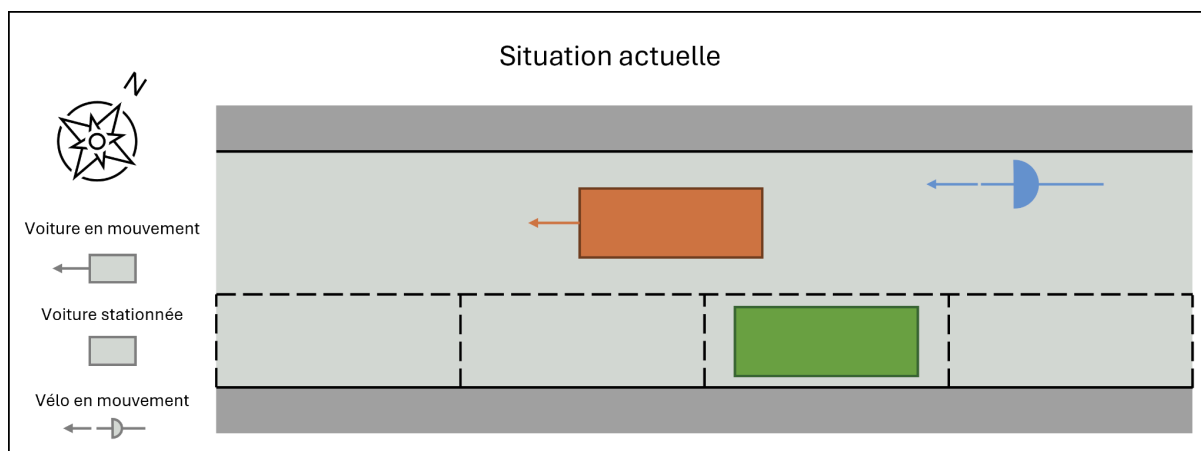 Situation actuelle
N
Voiture en mouvement
Voiture stationnée
Vélo en mouvement